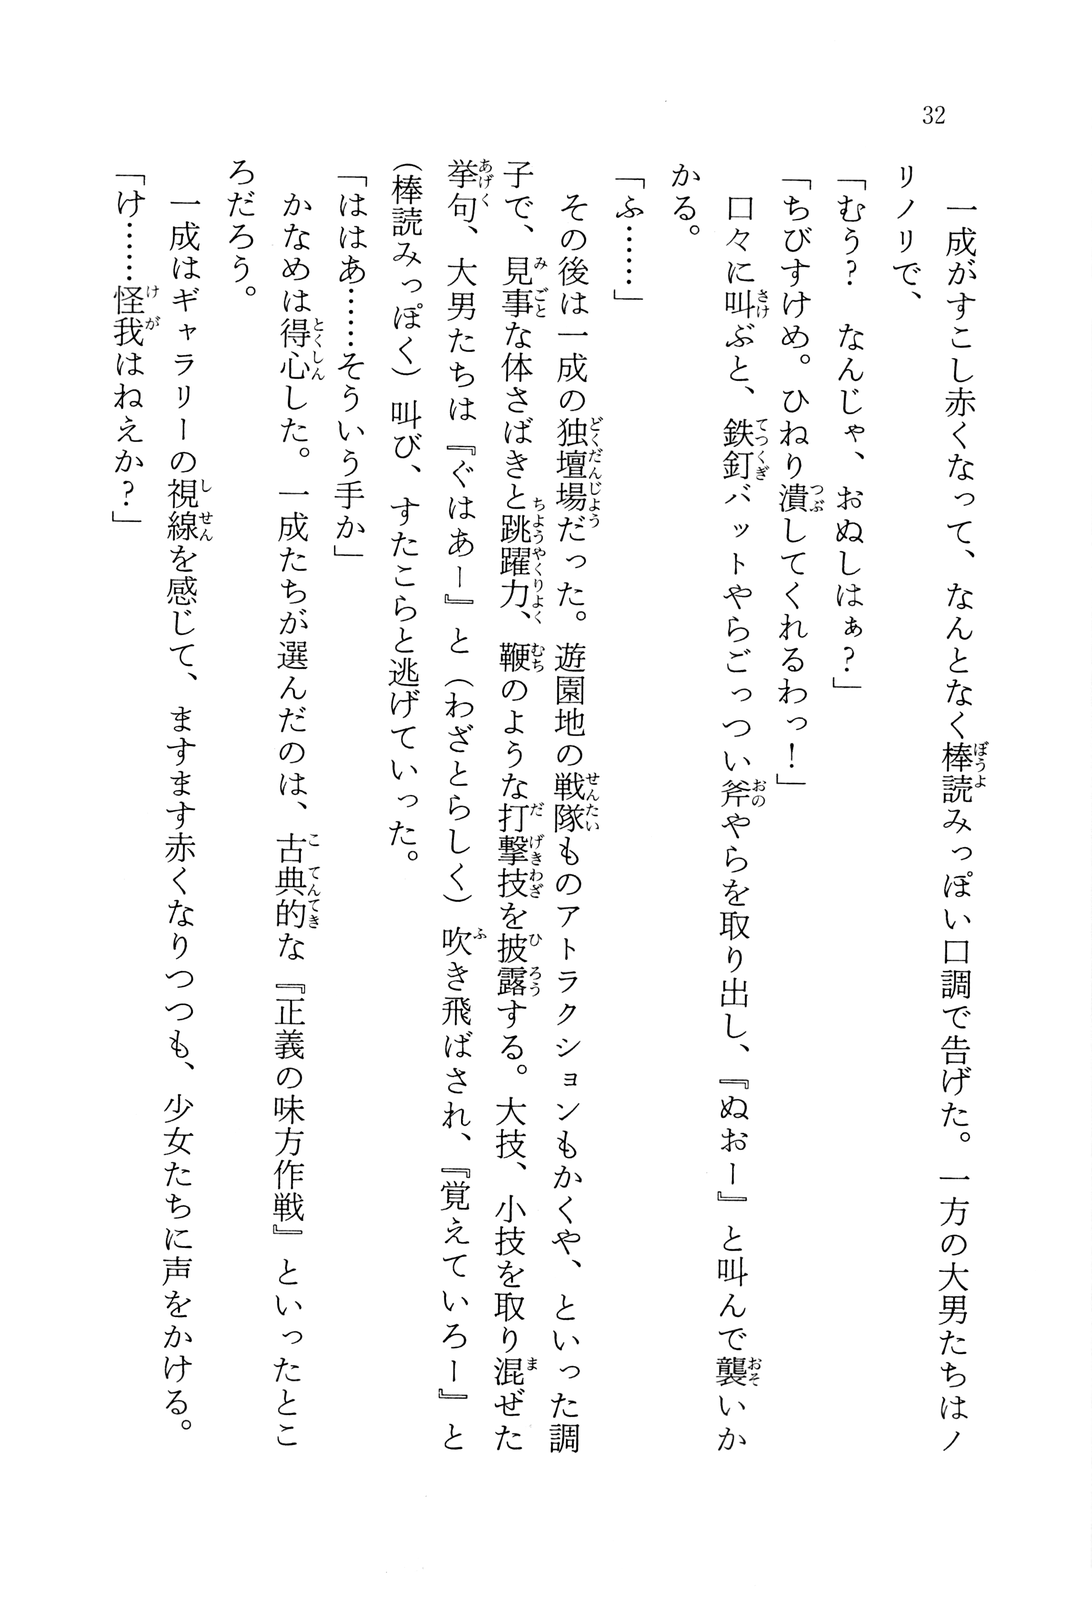 32
　一成がすこし赤くなって、なんとなく棒読みっぽい口調で告げた。一方の大男たちはノ
リノリで、
「むう？　なんじゃ、おぬしはぁ？」
「ちびすけめ。ひねり潰してくれるわっ！」
　口々に叫ぶと、鉄釘バットやらごっつい斧やらを取り出し、『ぬおー』と叫んで襲いか
かる。
「ふ……」
　その後は一成の独壇場だった。遊園地の戦隊ものアトラクションもかくや、といった調
子で、見事な体さばきと跳躍力、鞭のような打撃技を披露する。大技、小技を取り混ぜた
挙句、大男たちは『ぐはあー』と（わざとらしく）吹き飛ばされ、『覚えていろー』と
（棒読みっぽく）叫び、すたこらと逃げていった。
「ははあ……そういう手か」
　かなめは得心した。一成たちが選んだのは、古典的な『正義の味方作戦』といったとこ
ろだろう。
　一成はギャラリーの視線を感じて、ますます赤くなりつつも、少女たちに声をかける。
「け……怪我はねえか？」